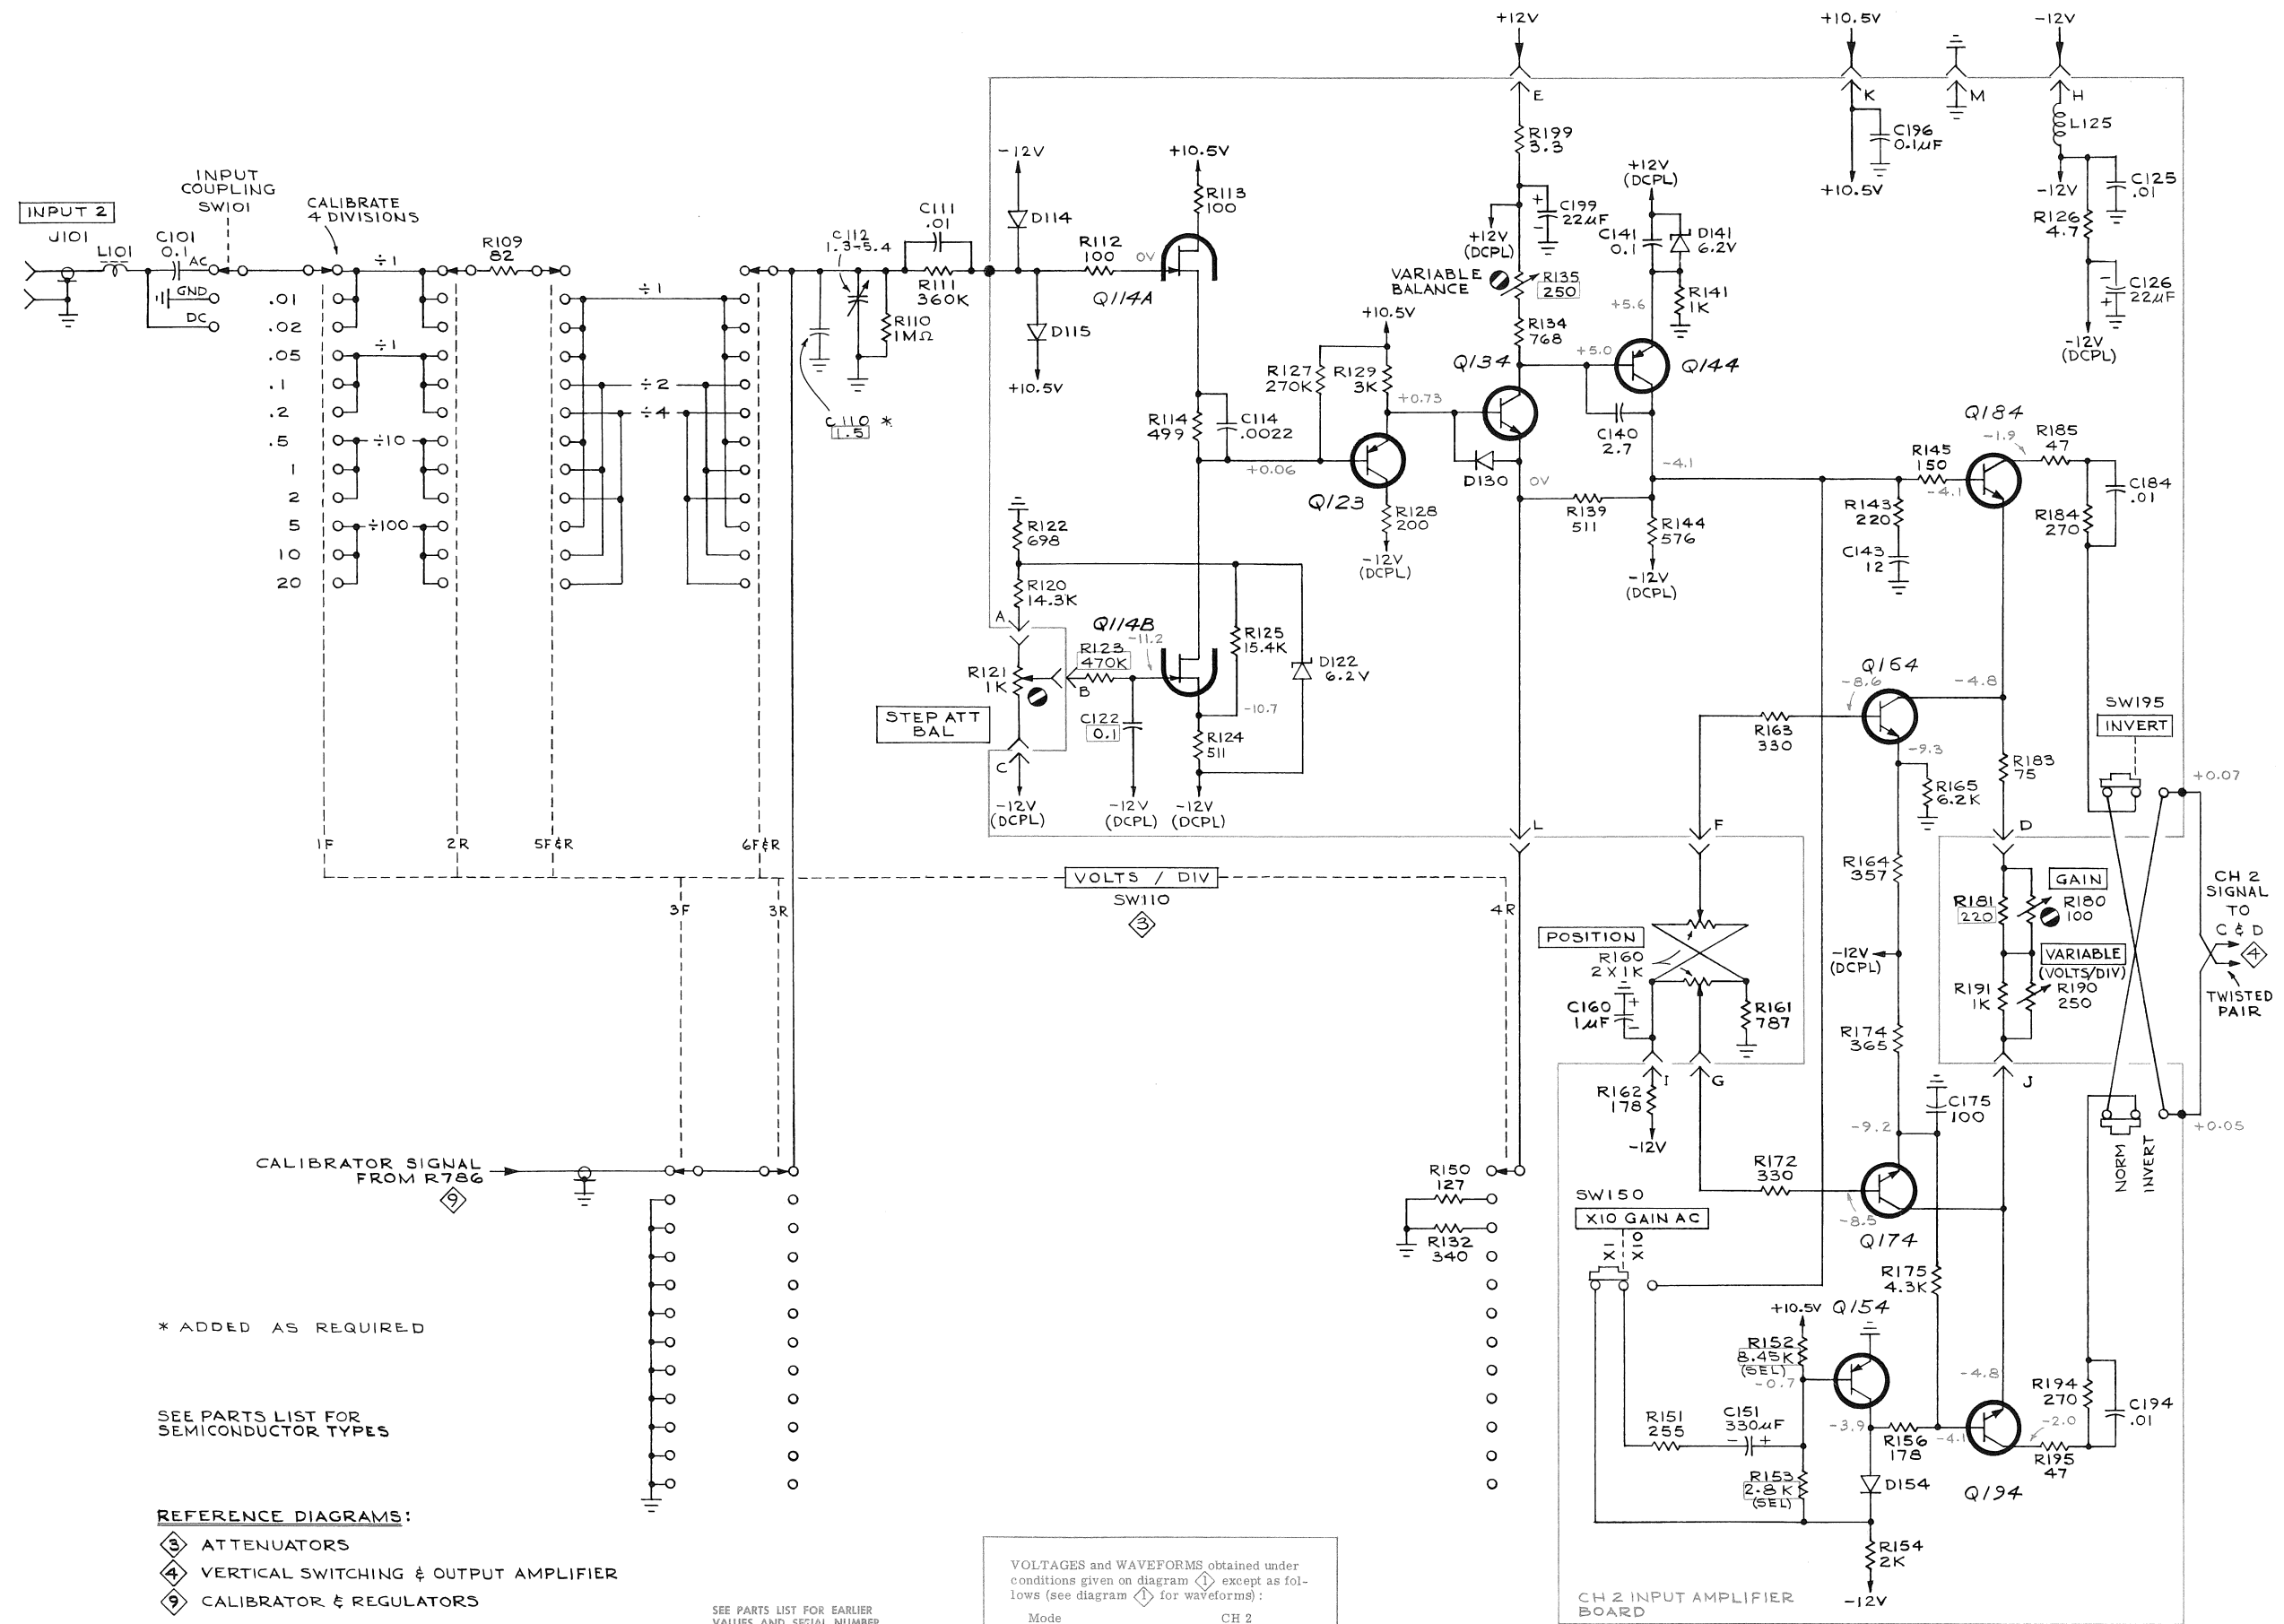 +12V
+10.5V
-12V
E
K
M
H
R199
3.3
L125
C196
0.1µF
+10.5V
-12V
C125
.01
R126
4.7
C126
22µF
-12V
(DCPL)
+12V
(DCPL)
C199
22µF
+
-
+12V
(DCPL)
C141
0.1
D141
6.2V
VARIABLE
BALANCE
R135
250
R141
1K
+5.6
R134
768
+5.0
Q134
Q144
INPUT 2
J101
L101
C101
0.1
AC
GND
DC
INPUT
COUPLING
SW101
CALIBRATE
4 DIVISIONS
÷1
R109
82
.01
.02
.05
.1
.2
.5
1
2
5
10
20
÷1
÷10
÷100
÷1
÷2
÷4
C112
1.3-5.4
C111
.01
R111
360K
R110
1MΩ
C110 *
1.5
-12V
D114
D115
+10.5V
R112
100
0V
Q114A
+10.5V
R113
100
R114
499
C114
.0022
+0.06
+10.5V
R127
270K
R129
3K
+0.73
Q123
R128
200
-12V
(DCPL)
D130
0V
C140
2.7
-4.1
R139
511
R144
576
-12V
(DCPL)
R145
150
-4.1
R143
220
C143
12
Q184
-1.9
R185
47
C184
.01
R184
270
R122
698
R120
14.3K
A
R121
1K
B
R123
470K
Q114B
-11.2
C122
0.1
R125
15.4K
D122
6.2V
-10.7
R124
511
STEP ATT
BAL
C
-12V
(DCPL)
-12V
(DCPL)
-12V
(DCPL)
Q164
-8.6
-4.8
R163
330
-9.3
R165
6.2K
R183
75
SW195
INVERT
+0.07
1F
2R
5F&R
6F&R
L
F
D
VOLTS / DIV
SW110
3
3F
3R
4R
R164
357
GAIN
R181
220
R180
100
POSITION
R160
2X1K
-12V
(DCPL)
VARIABLE
(VOLTS/DIV)
R191
1K
R190
250
CH 2
SIGNAL
TO
C & D
4
TWISTED
PAIR
C160
1µF
+
-
R161
787
R174
365
I
G
J
R162
178
-12V
C175
100
-9.2
+0.05
NORM
INVERT
CALIBRATOR SIGNAL
FROM R786
9
R150
127
R132
340
R172
330
-8.5
Q174
SW150
X10 GAIN AC
X1
X10
R175
4.3K
+10.5V
Q154
R152
8.45K
(SEL)
-0.7
-4.8
R194
270
C194
.01
-2.0
R151
255
C151
330µF
-
+
-3.9
R156
178
-4.1
R195
47
R153
2.8K
(SEL)
D154
Q194
R154
2K
-12V
* ADDED AS REQUIRED
SEE PARTS LIST FOR
SEMICONDUCTOR TYPES
REFERENCE DIAGRAMS:
3 ATTENUATORS
4 VERTICAL SWITCHING & OUTPUT AMPLIFIER
9 CALIBRATOR & REGULATORS
SEE PARTS LIST FOR EARLIER
VALUES AND SERIAL NUMBER
VOLTAGES and WAVEFORMS obtained under
conditions given on diagram 1 except as fol-
lows (see diagram 1 for waveforms):
Mode CH 2
CH 2 INPUT AMPLIFIER
BOARD